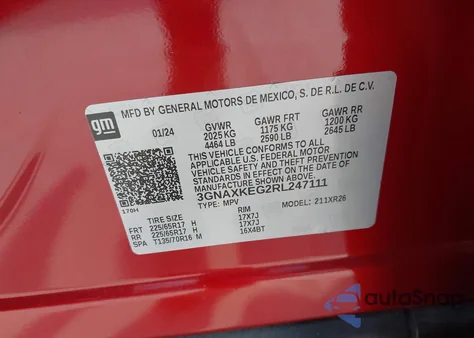 gm
MFD BY GENERAL MOTORS DE MEXICO, S. DE R.L. DE C.V.
01/24 GVWR GAWR FRT GAWR RR
2025 KG 1175 KG 1200 KG
4464 LB 2590 LB 2645 LB
THIS VEHICLE CONFORMS TO ALL
APPLICABLE U.S. FEDERAL MOTOR
VEHICLE SAFETY AND THEFT PREVENTION
STANDARDS IN EFFECT ON THE DATE OF
MANUFACTURE SHOWN ABOVE.
3GNAXKEG2RL247111
170H TYPE: MPV MODEL: 211XR26
TIRE SIZE RIM
FRT 225/65R17 H 17X7J
RR 225/65R17 H 17X7J
SPA T135/70R16 M 16X4BT
autoSnap